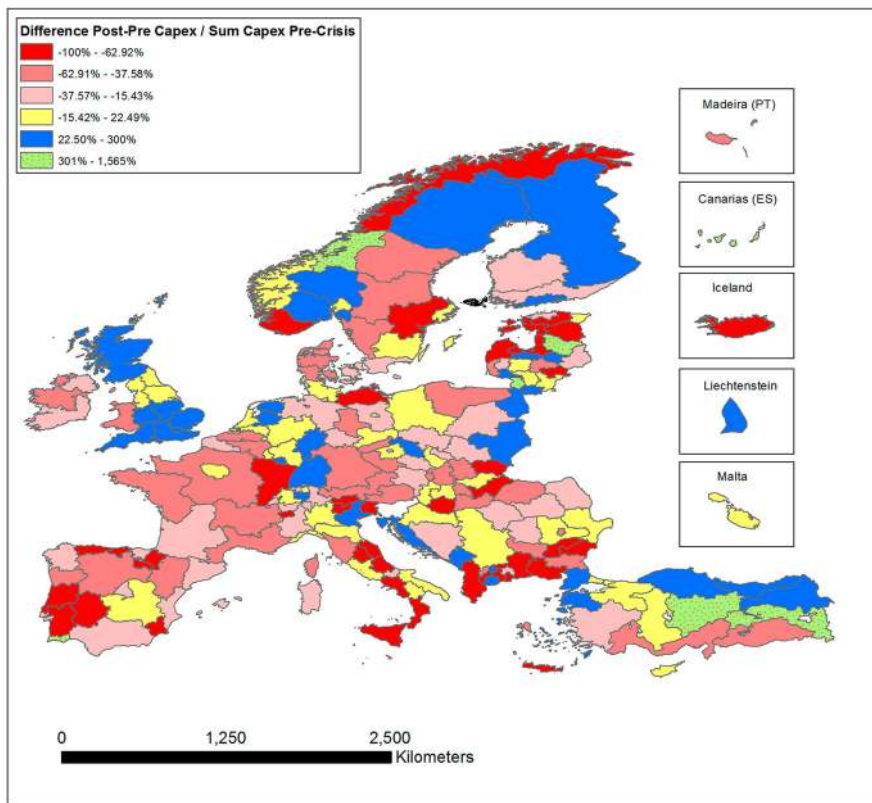 Difference Post-Pre Capex / Sum Capex Pre-Crisis
-100% - -62.92%
-62.91% - -37.58%
-37.57% - -15.43%
-15.42% - 22.49%
22.50% - 300%
301% - 1,565%
Madeira (PT)
Canarias (ES)
Iceland
Liechtenstein
Malta
0 1,250 2,500
Kilometers